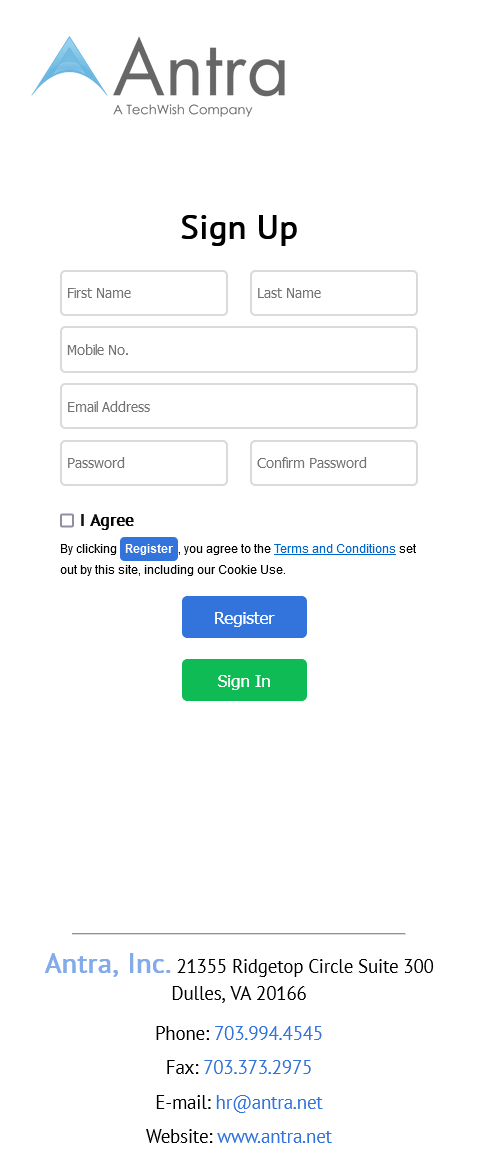 Antra
A TechWish Company
Sign Up
First Name
Last Name
Mobile No.
Email Address
Password
Confirm Password
I Agree
By clicking Register, you agree to the Terms and Conditions set
out by this site, including our Cookie Use.
Register
Sign In
Antra, Inc. 21355 Ridgetop Circle Suite 300
Dulles, VA 20166
Phone: 703.994.4545
Fax: 703.373.2975
E-mail: hr@antra.net
Website: www.antra.net